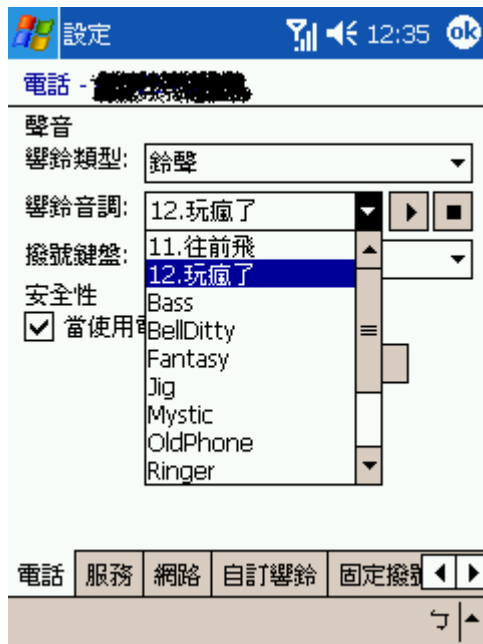 設定 12:35 ok
電話 -
聲音
響鈴類型: 鈴聲
響鈴音調: 12.玩瘋了
11.往前飛
12.玩瘋了
Bass
BellDitty
Fantasy
Jig
Mystic
OldPhone
Ringer
撥號鍵盤:
安全性
當使用
電話 服務 網路 自訂響鈴 固定撥
ㄅ